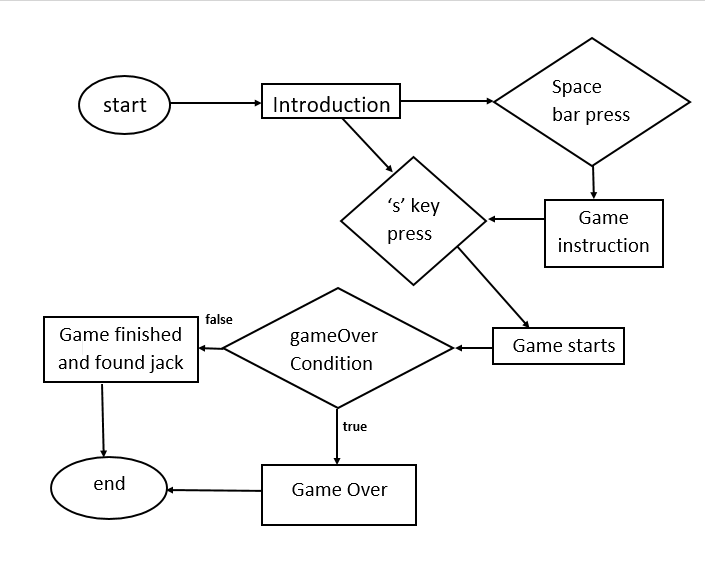 start
Introduction
Space
bar press
‘s’ key
press
Game
instruction
Game starts
gameOver
Condition
false
Game finished
and found jack
true
Game Over
end